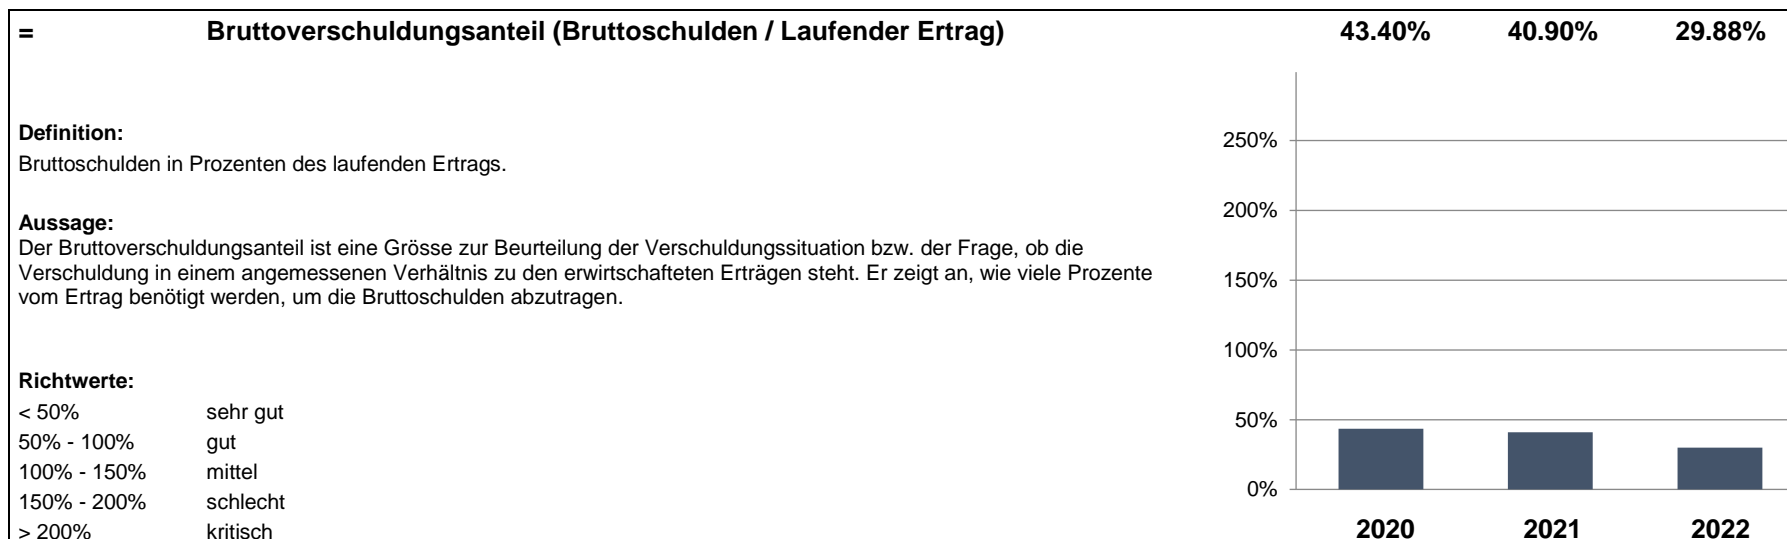 = Bruttoverschuldungsanteil (Bruttoschulden / Laufender Ertrag) 43.40% 40.90% 29.88%
Definition:
Bruttoschulden in Prozenten des laufenden Ertrags.
Aussage:
Der Bruttoverschuldungsanteil ist eine Grösse zur Beurteilung der Verschuldungssituation bzw. der Frage, ob die
Verschuldung in einem angemessenen Verhältnis zu den erwirtschafteten Erträgen steht. Er zeigt an, wie viele Prozente
vom Ertrag benötigt werden, um die Bruttoschulden abzutragen.
Richtwerte:
< 50% sehr gut
50% - 100% gut
100% - 150% mittel
150% - 200% schlecht
> 200% kritisch
250%
200%
150%
100%
50%
0%
2020 2021 2022